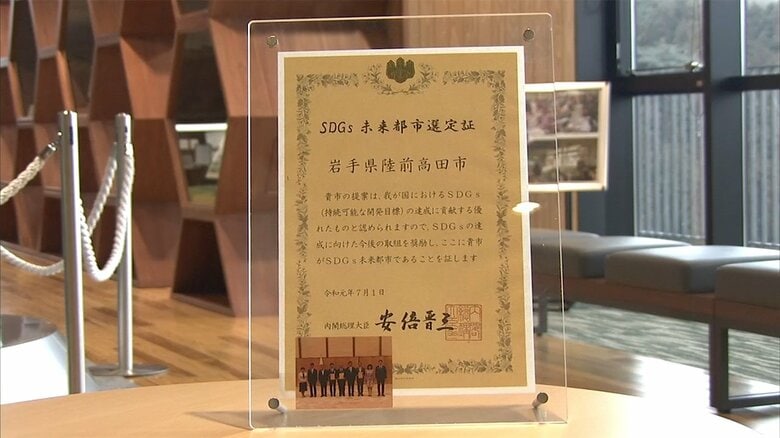 SDGs 未来都市選定証
岩手県陸前高田市
貴市の提案は、我が国におけるSDGs
(持続可能な開発目標)の達成に貢献する優
れたものと認められますので、SDGsの達
成に向けた今後の取組を奨励し、ここに貴市
がSDGs未来都市であることを証します
令和元年7月1日
内閣総理大臣 安倍晋三